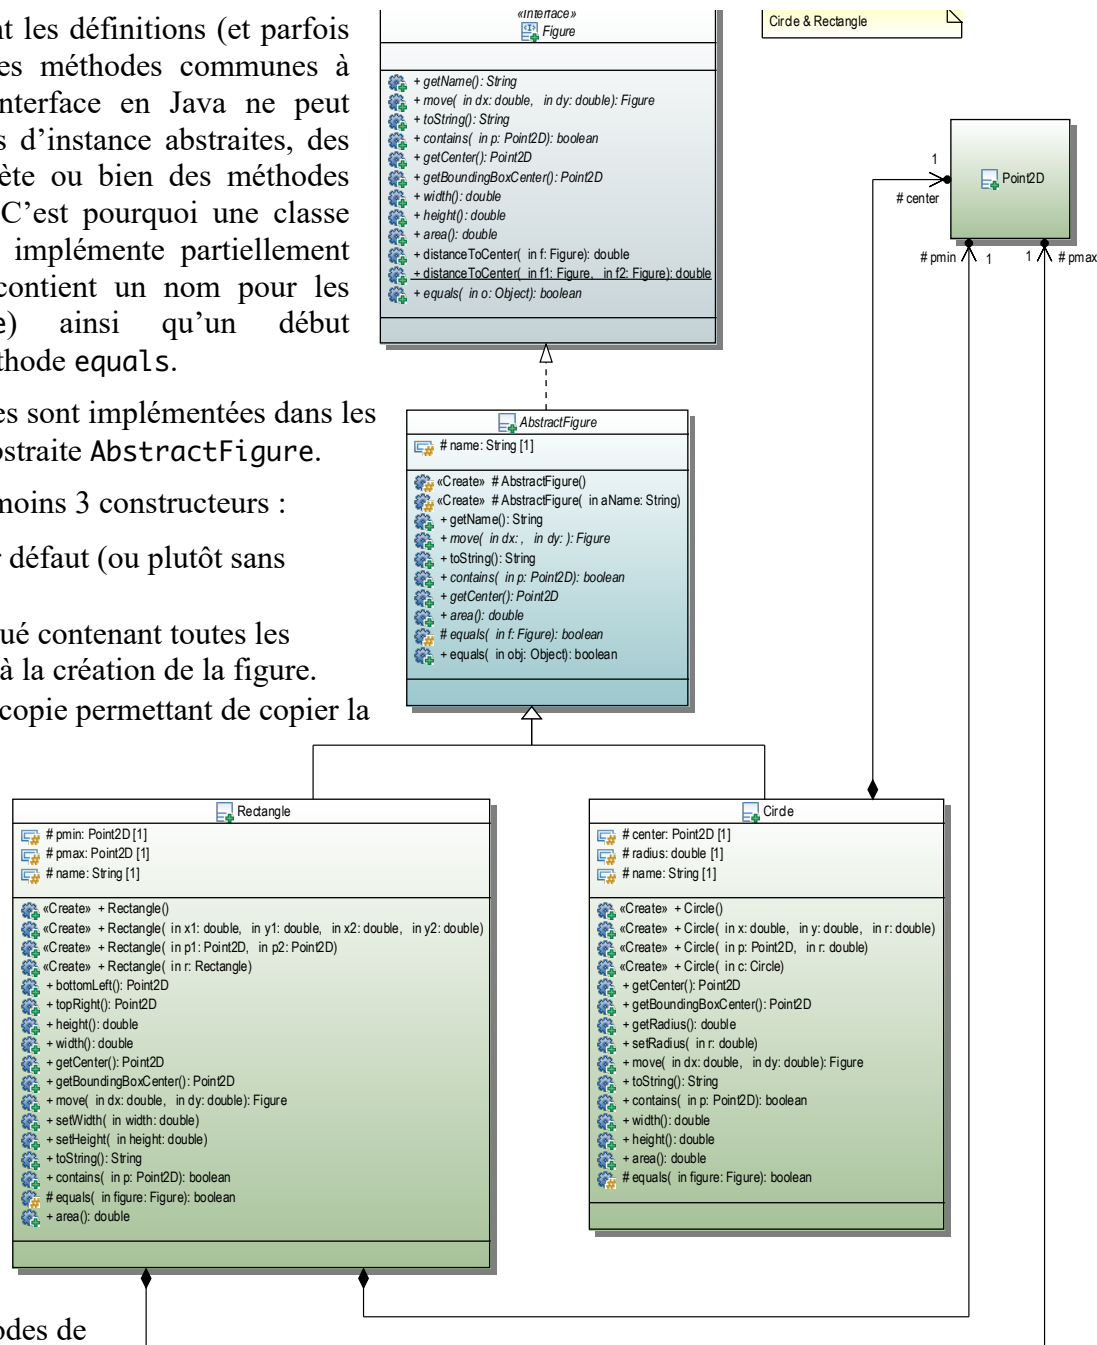 nt les définitions (et parfois
es méthodes communes à
nterface en Java ne peut
s d’instance abstraites, des
ète ou bien des méthodes
C’est pourquoi une classe
implémente partiellement
contient un nom pour les
e) ainsi qu’un début
thode equals.
es sont implémentées dans les
ostraite AbstractFigure.
moins 3 constructeurs :
r défaut (ou plutôt sans
ué contenant toutes les
à la création de la figure.
copie permettant de copier la
odes de
«Interface»
Figure
+ getName(): String
+ move( in dx: double, in dy: double): Figure
+ toString(): String
+ contains( in p: Point2D): boolean
+ getCenter(): Point2D
+ getBoundingBoxCenter(): Point2D
+ width(): double
+ height(): double
+ area(): double
+ distanceToCenter( in f: Figure): double
+ distanceToCenter( in f1: Figure, in f2: Figure): double
+ equals( in o: Object): boolean
Circle & Rectangle
Point2D
1
# center
# pmin
1
1
# pmax
AbstractFigure
# name: String [1]
«Create» # AbstractFigure()
«Create» # AbstractFigure( in aName: String)
+ getName(): String
+ move( in dx: , in dy: ): Figure
+ toString(): String
+ contains( in p: Point2D): boolean
+ getCenter(): Point2D
+ area(): double
# equals( in f: Figure): boolean
+ equals( in obj: Object): boolean
Rectangle
# pmin: Point2D [1]
# pmax: Point2D [1]
# name: String [1]
«Create» + Rectangle()
«Create» + Rectangle( in x1: double, in y1: double, in x2: double, in y2: double)
«Create» + Rectangle( in p1: Point2D, in p2: Point2D)
«Create» + Rectangle( in r: Rectangle)
+ bottomLeft(): Point2D
+ topRight(): Point2D
+ height(): double
+ width(): double
+ getCenter(): Point2D
+ getBoundingBoxCenter(): Point2D
+ move( in dx: double, in dy: double): Figure
+ setWidth( in width: double)
+ setHeight( in height: double)
+ toString(): String
+ contains( in p: Point2D): boolean
# equals( in figure: Figure): boolean
+ area(): double
Circle
# center: Point2D [1]
# radius: double [1]
# name: String [1]
«Create» + Circle()
«Create» + Circle( in x: double, in y: double, in r: double)
«Create» + Circle( in p: Point2D, in r: double)
«Create» + Circle( in c: Circle)
+ getCenter(): Point2D
+ getBoundingBoxCenter(): Point2D
+ getRadius(): double
+ setRadius( in r: double)
+ move( in dx: double, in dy: double): Figure
+ toString(): String
+ contains( in p: Point2D): boolean
+ width(): double
+ height(): double
+ area(): double
# equals( in figure: Figure): boolean